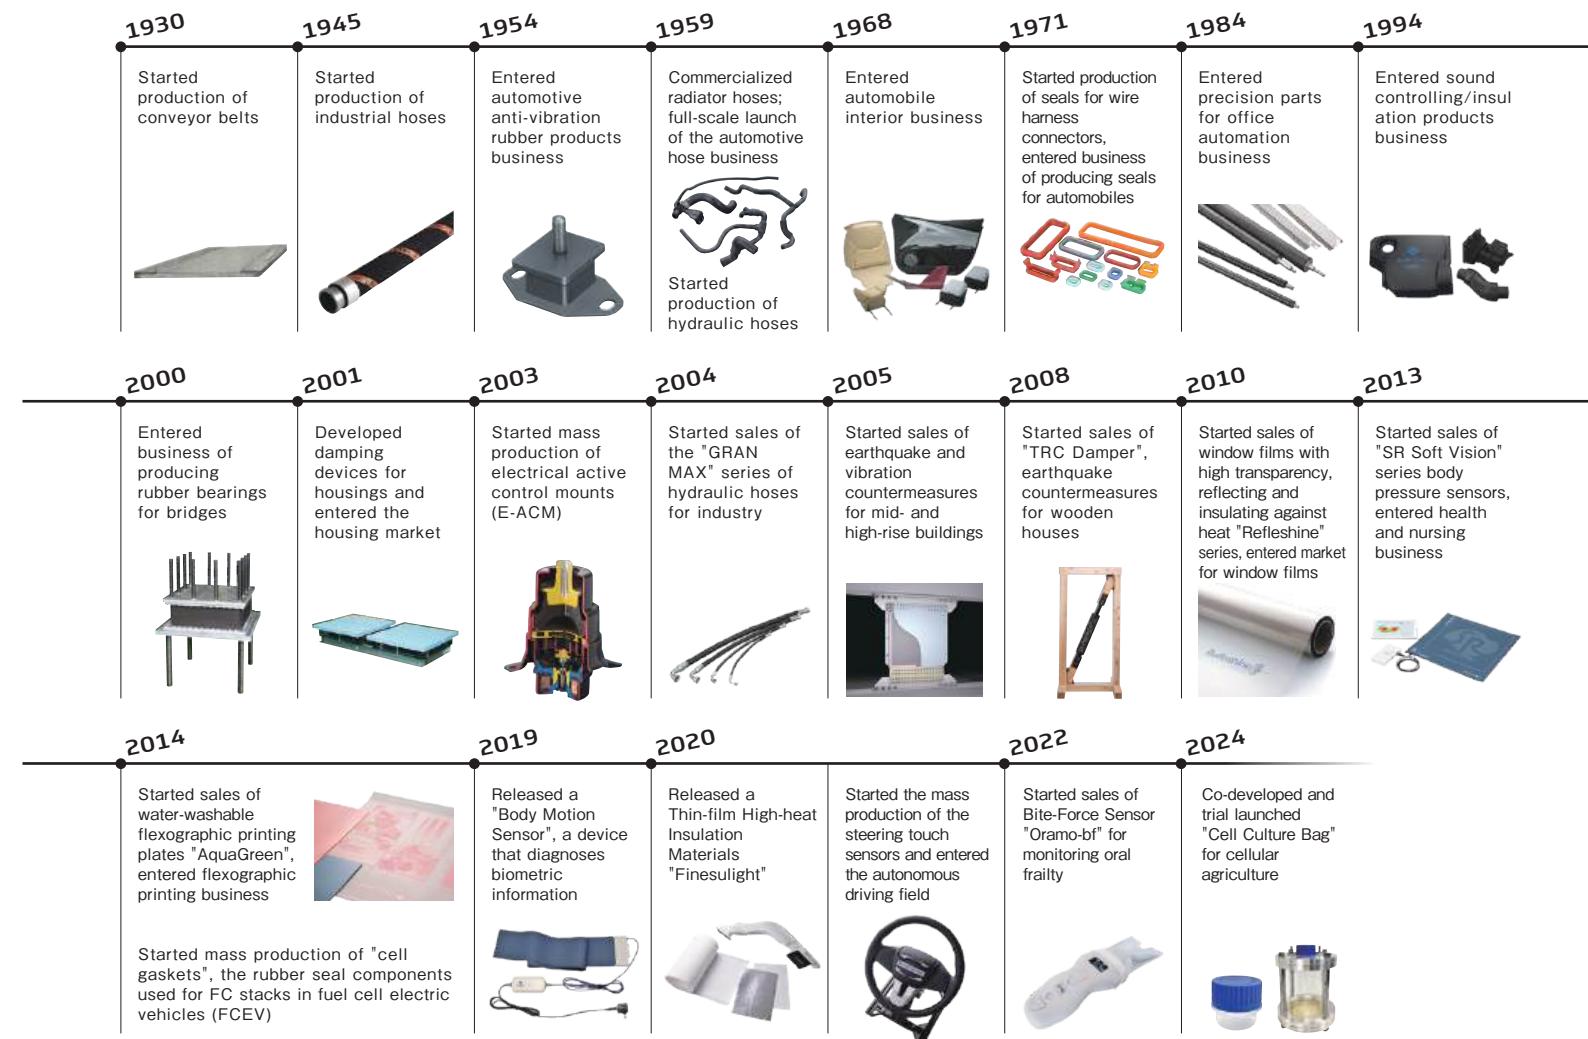 1930
Started
production of
conveyor belts
1945
Started
production of
industrial hoses
1954
Entered
automotive
anti-vibration
rubber products
business
1959
Commercialized
radiator hoses;
full-scale launch
of the automotive
hose business
Started
production of
hydraulic hoses
1968
Entered
automobile
interior business
1971
Started production
of seals for wire
harness
connectors,
entered business
of producing seals
for automobiles
1984
Entered
precision parts
for office
automation
business
1994
Entered sound
controlling/insul
ation products
business
2000
Entered
business of
producing
rubber bearings
for bridges
2001
Developed
damping
devices for
housings and
entered the
housing market
2003
Started mass
production of
electrical active
control mounts
(E-ACM)
2004
Started sales of
the "GRAN
MAX" series of
hydraulic hoses
for industry
2005
Started sales of
earthquake and
vibration
countermeasures
for mid- and
high-rise buildings
2008
Started sales of
"TRC Damper",
earthquake
countermeasures
for wooden
houses
2010
Started sales of
window films with
high transparency,
reflecting and
insulating against
heat "Refleshine"
series, entered market
for window films
2013
Started sales of
"SR Soft Vision"
series body
pressure sensors,
entered health
and nursing
business
SR
2014
Started sales of
water-washable
flexographic printing
plates "AquaGreen",
entered flexographic
printing business
Started mass production of "cell
gaskets", the rubber seal components
used for FC stacks in fuel cell electric
vehicles (FCEV)
2019
Released a
"Body Motion
Sensor", a device
that diagnoses
biometric
information
2020
Released a
Thin-film High-heat
Insulation
Materials
"Finesulight"
Started the mass
production of the
steering touch
sensors and entered
the autonomous
driving field
2022
Started sales of
Bite-Force Sensor
"Oramo-bf" for
monitoring oral
frailty
2024
Co-developed and
trial launched
"Cell Culture Bag"
for cellular
agriculture